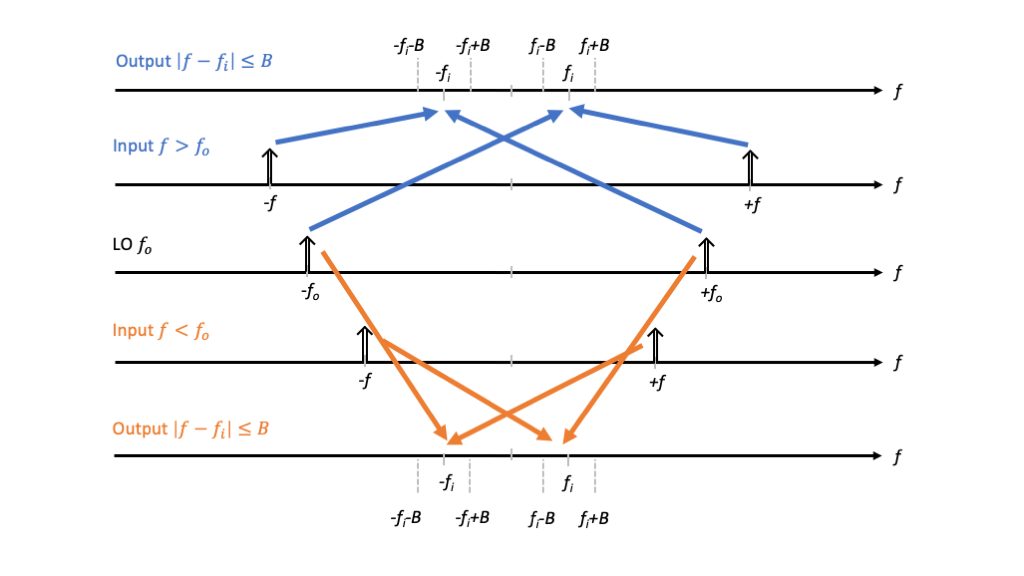 -fᵢ-B -fᵢ+B fᵢ-B fᵢ+B
Output |f − fᵢ| ≤ B
-fᵢ fᵢ
f
Input f > fₒ
f
-f +f
LO fₒ
f
-fₒ +fₒ
Input f < fₒ
f
-f +f
Output |f − fᵢ| ≤ B
f
-fᵢ fᵢ
-fᵢ-B -fᵢ+B fᵢ-B fᵢ+B